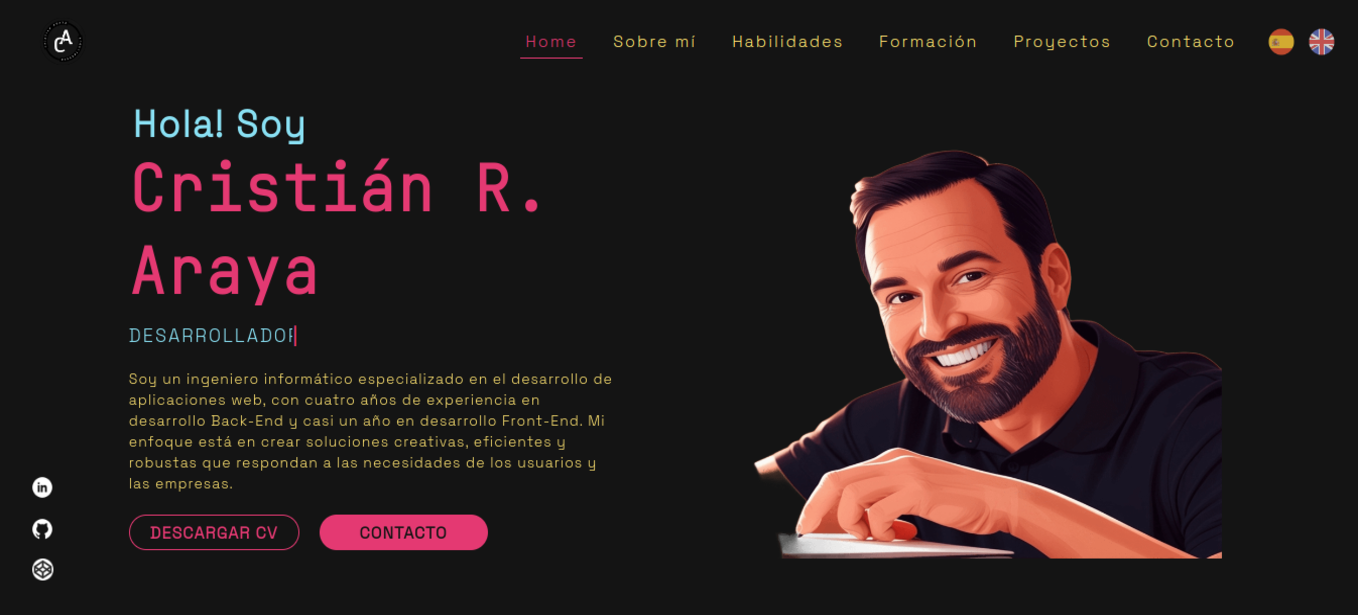 CA
Home Sobre mí Habilidades Formación Proyectos Contacto
Hola! Soy
Cristián R.
Araya
DESARROLLADOR
Soy un ingeniero informático especializado en el desarrollo de
aplicaciones web, con cuatro años de experiencia en
desarrollo Back-End y casi un año en desarrollo Front-End. Mi
enfoque está en crear soluciones creativas, eficientes y
robustas que respondan a las necesidades de los usuarios y
las empresas.
in
DESCARGAR CV CONTACTO